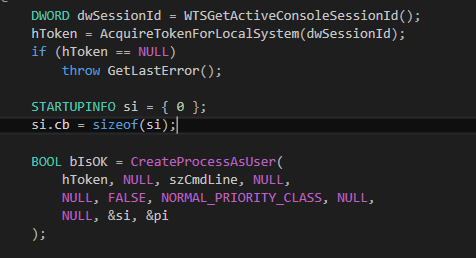 DWORD dwSessionId = WTSGetActiveConsoleSessionId();
hToken = AcquireTokenForLocalSystem(dwSessionId);
if (hToken == NULL)
throw GetLastError();
STARTUPINFO si = { 0 };
si.cb = sizeof(si);
BOOL bIsOK = CreateProcessAsUser(
hToken, NULL, szCmdLine, NULL,
NULL, FALSE, NORMAL_PRIORITY_CLASS, NULL,
NULL, &si, &pi
);